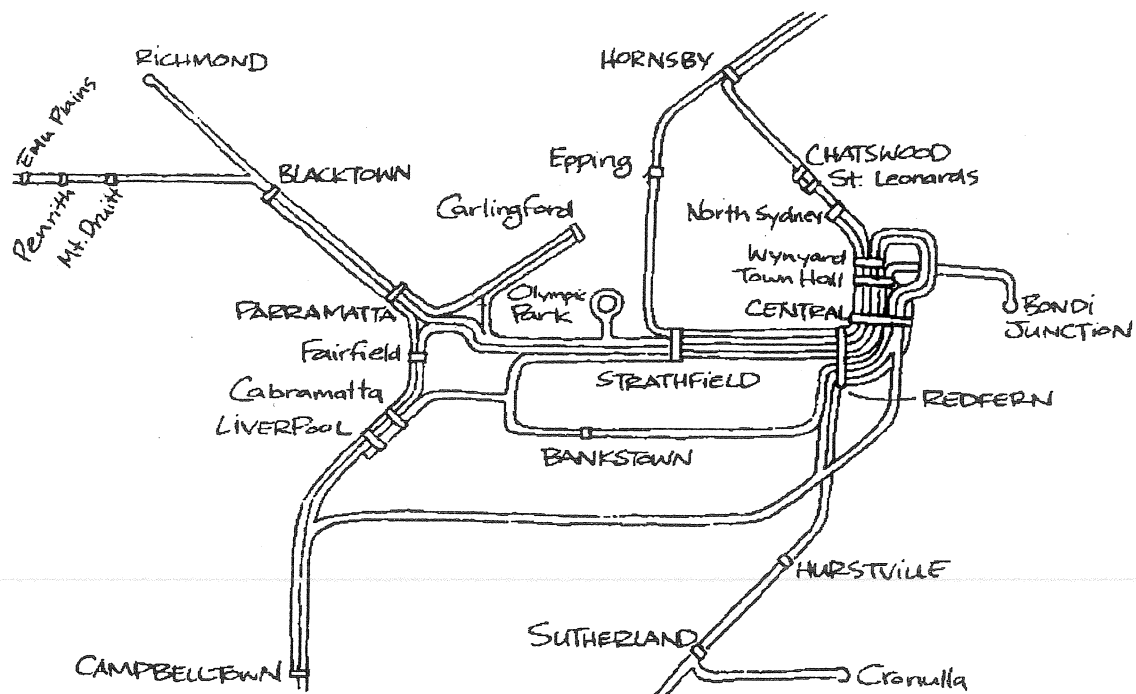 RICHMOND
HORNSBY
Emu Plains
Epping
CHATSWOOD
St. Leonards
BLACKTOWN
Penrith
Mt. Druitt
Carlingford
North Sydney
Wynyard
Town Hall
Olympic
Park
PARRAMATTA
CENTRAL
BONDI
JUNCTION
Fairfield
STRATHFIELD
Cabramatta
REDFERN
LIVERPOOL
BANKSTOWN
HURSTVILLE
SUTHERLAND
CAMPBELLTOWN
Cronulla